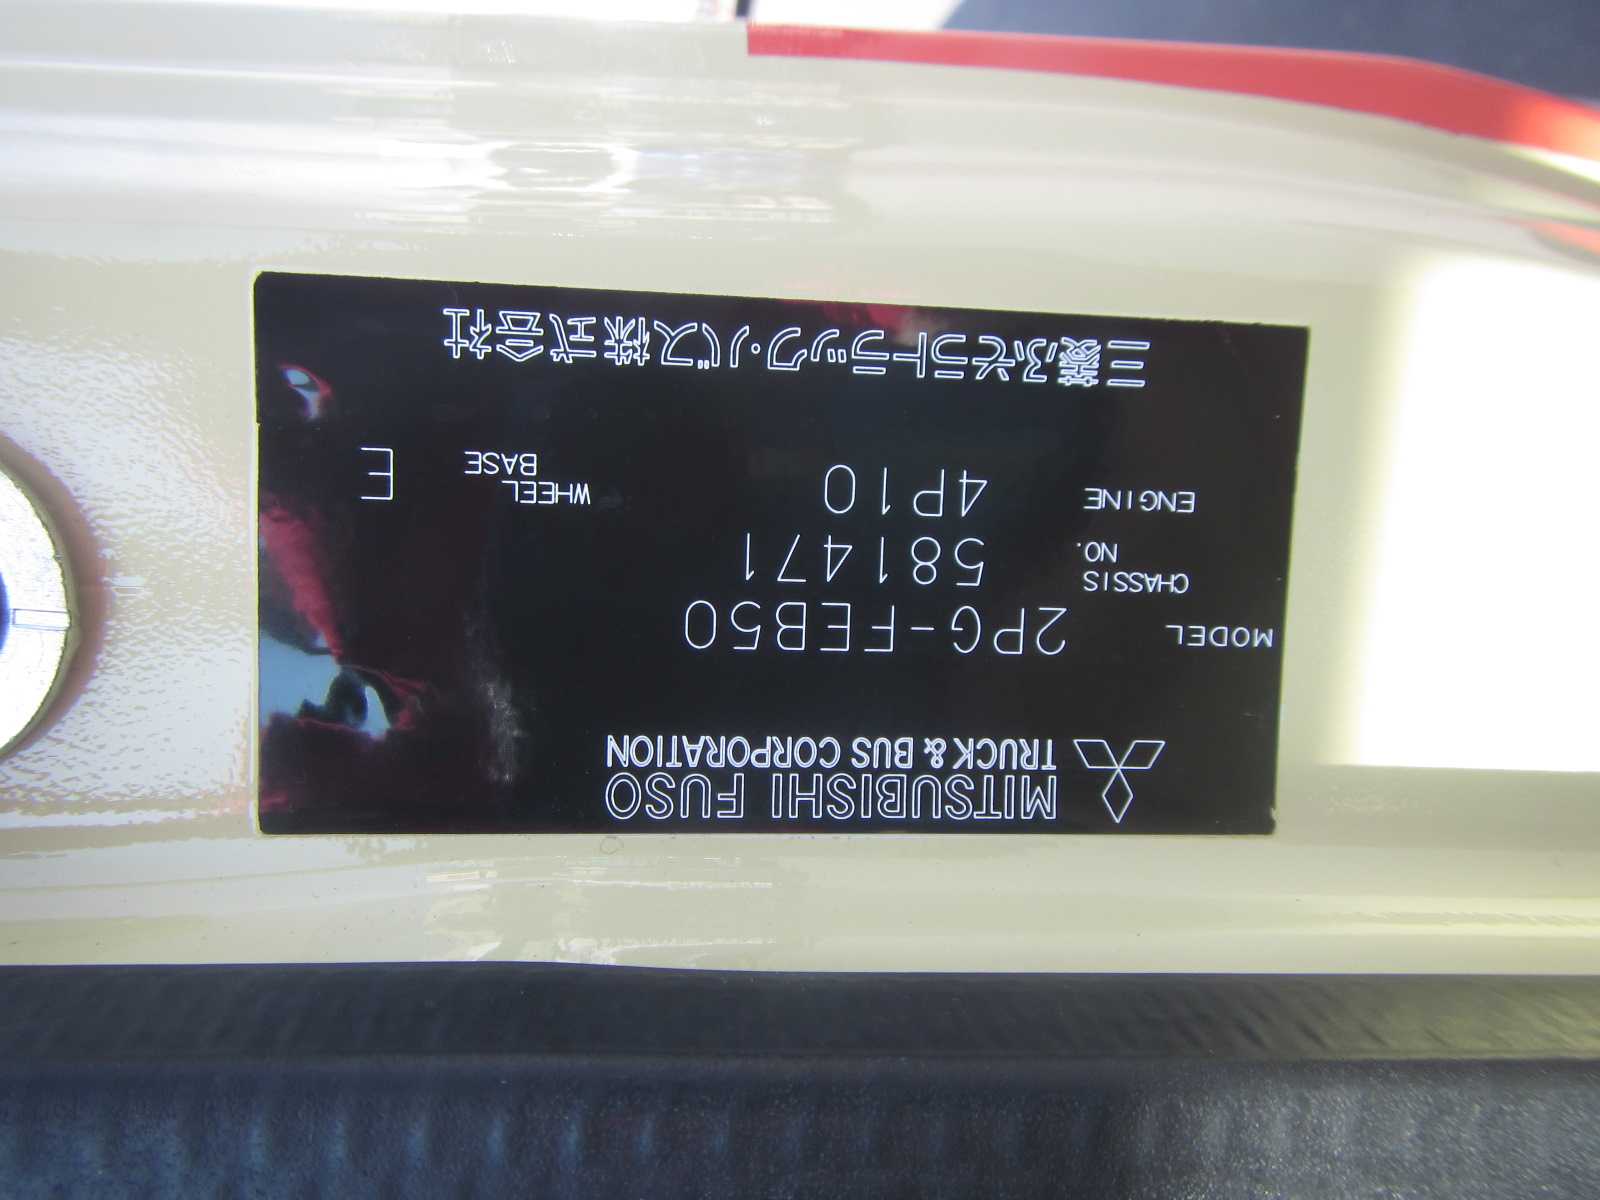 MITSUBISHI FUSO
TRUCK & BUS CORPORATION
MODEL 2PG-FEB50
CHASSIS NO. 581471
ENGINE 4P10 WHEEL BASE E
三菱ふそうトラック・バス株式会社